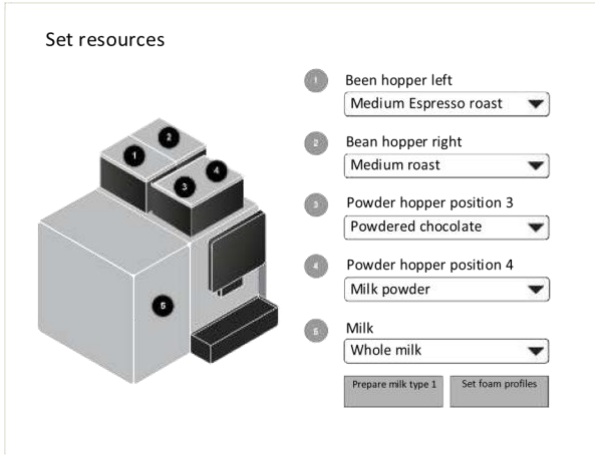 Set resources
1 Been hopper left
Medium Espresso roast
2 Bean hopper right
Medium roast
3 Powder hopper position 3
Powdered chocolate
4 Powder hopper position 4
Milk powder
5 Milk
Whole milk
Prepare milk type 1 Set foam profiles
2
1
4
3
5